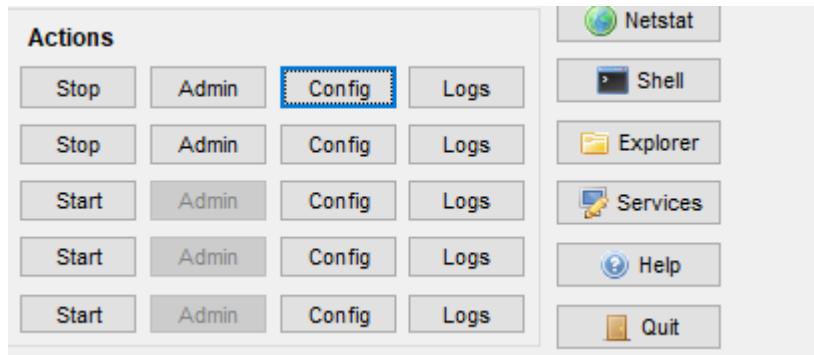 Actions
Stop Admin Config Logs
Stop Admin Config Logs
Start Admin Config Logs
Start Admin Config Logs
Start Admin Config Logs
Netstat
Shell
Explorer
Services
Help
Quit